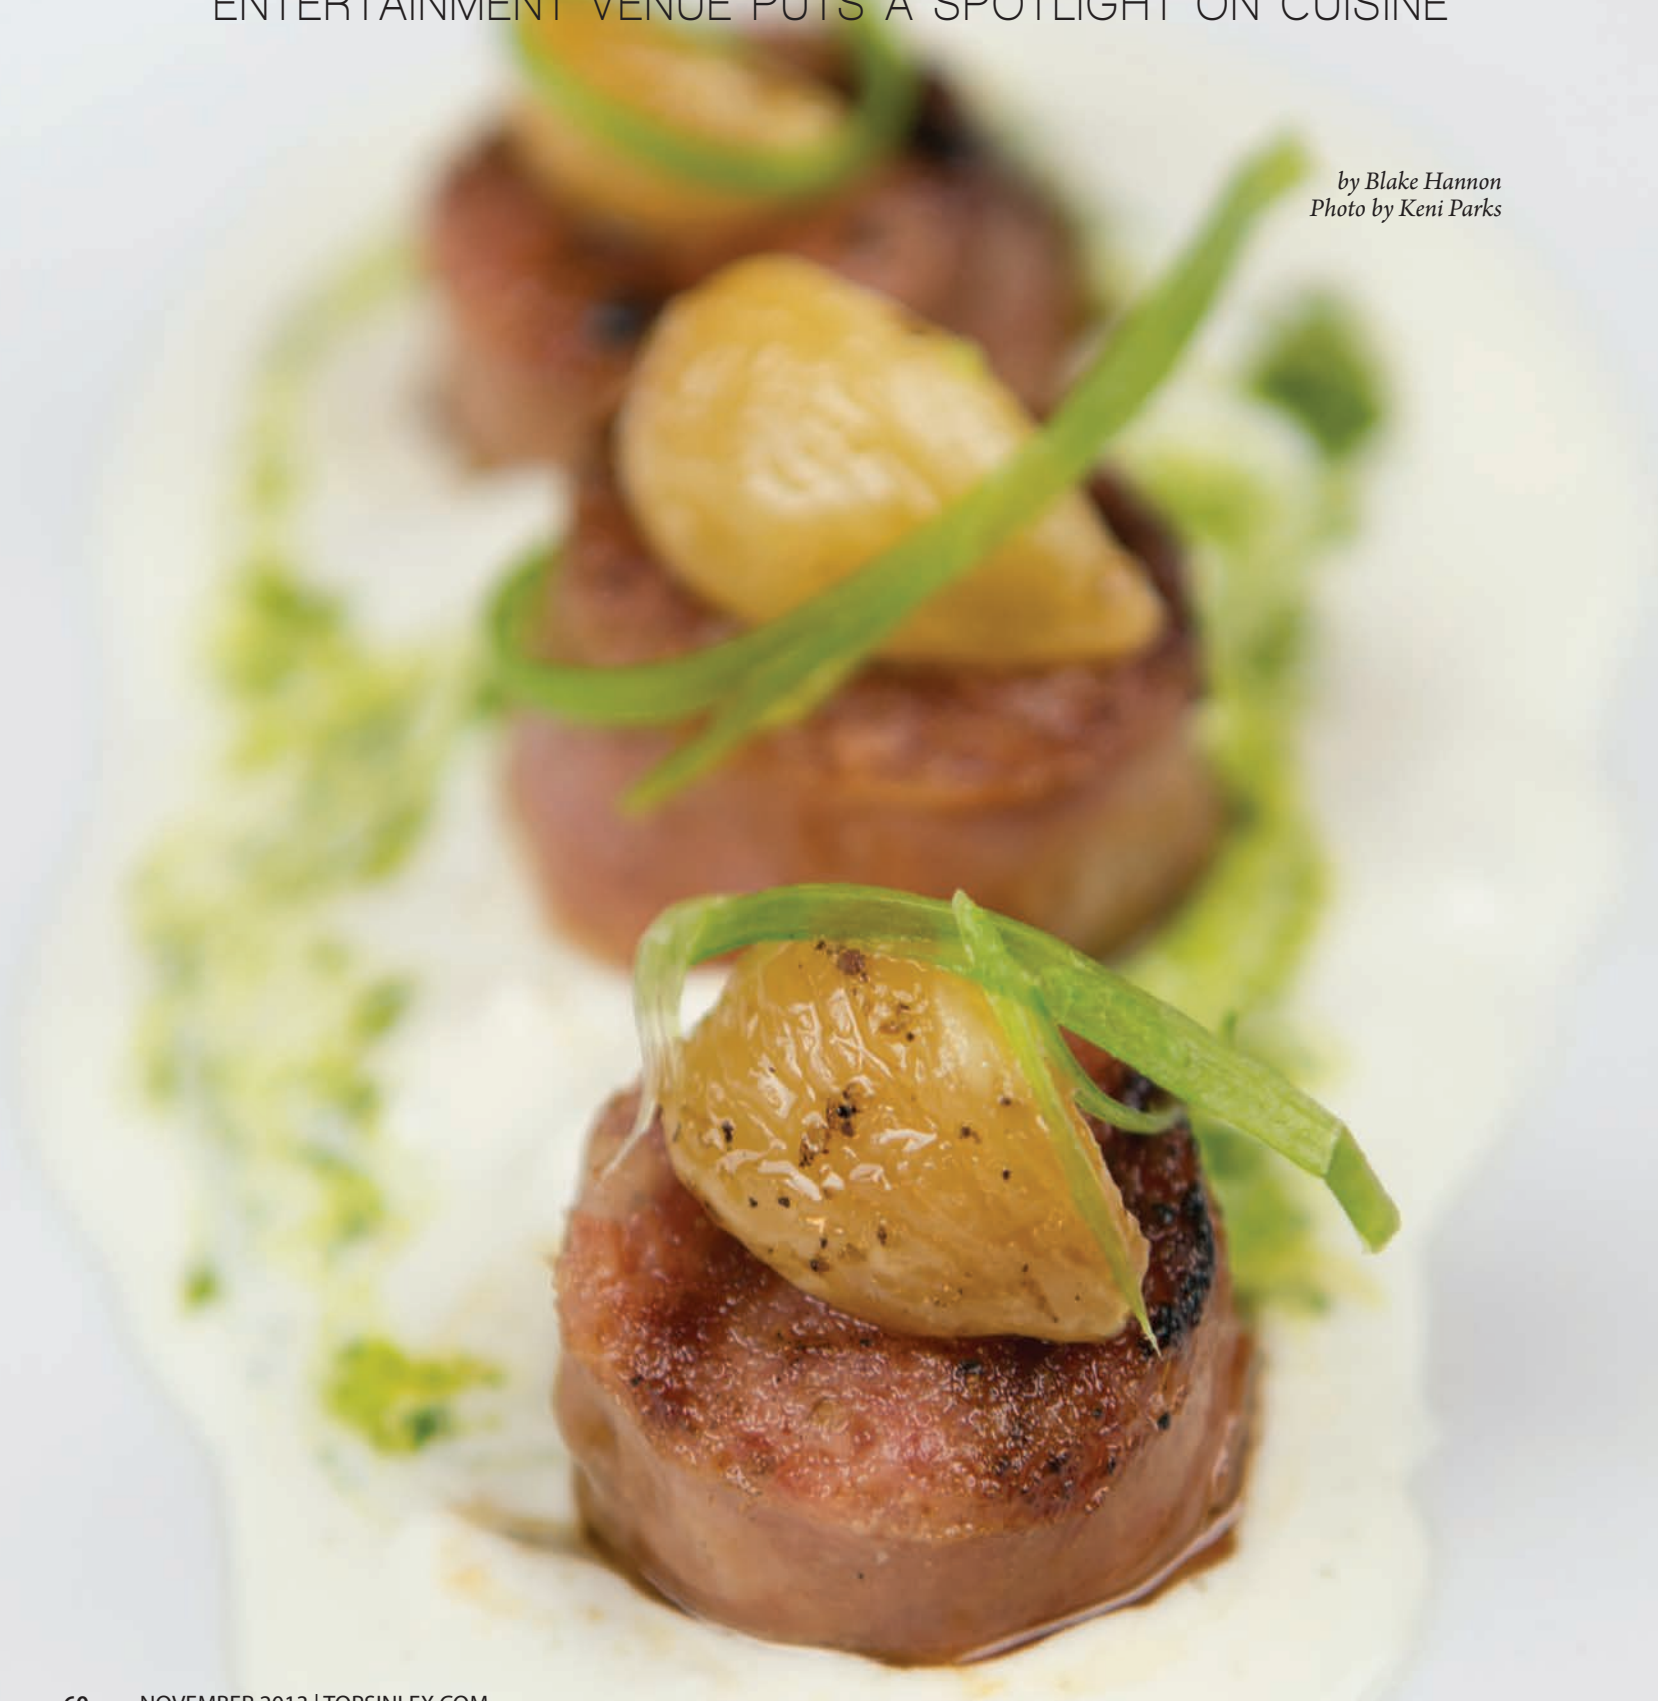 ENTERTAINMENT VENUE PUTS A SPOTLIGHT ON CUISINE
by Blake Hannon
Photo by Keni Parks
NOVEMBER 2013 | TOPSINLEX.COM